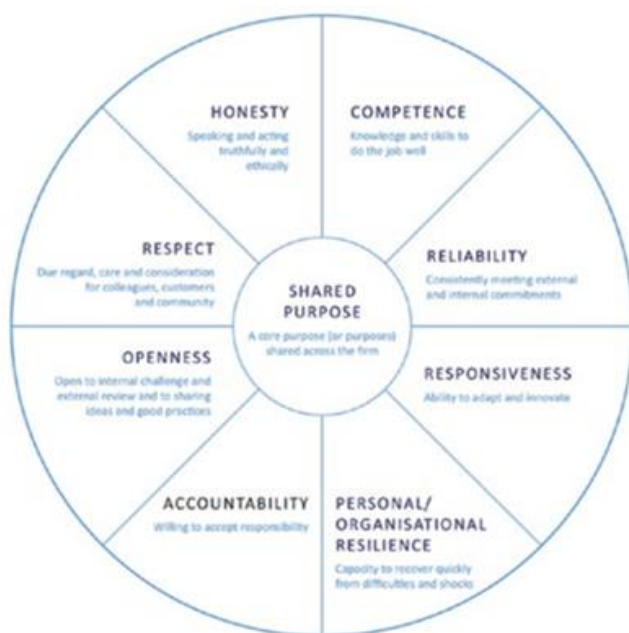 HONESTY
Speaking and acting
truthfully and
ethically
COMPETENCE
Knowledge and skills to
do the job well
RESPECT
Due regard, care and consideration
for colleagues, customers
and community
RELIABILITY
Consistently meeting external
and internal commitments
SHARED
PURPOSE
A core purpose (or purposes)
shared across the firm
OPENNESS
Open to internal challenge and
external review and to sharing
ideas and good practices
RESPONSIVENESS
Ability to adapt and innovate
ACCOUNTABILITY
Willing to accept responsibility
PERSONAL/
ORGANISATIONAL
RESILIENCE
Capacity to recover quickly
from difficulties and shocks